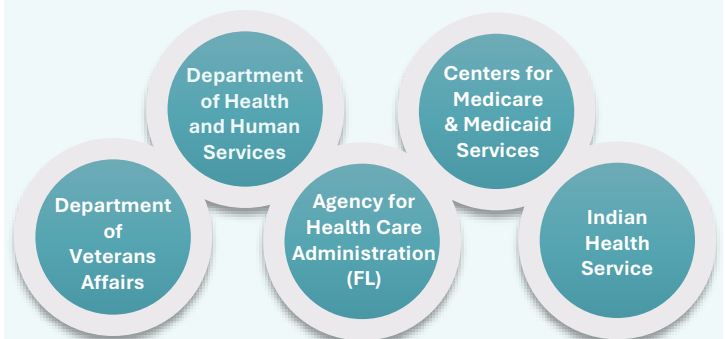 Department
of Health
and Human
Services
Centers for
Medicare
& Medicaid
Services
Department
of
Veterans
Affairs
Agency for
Health Care
Administration
(FL)
Indian
Health
Service